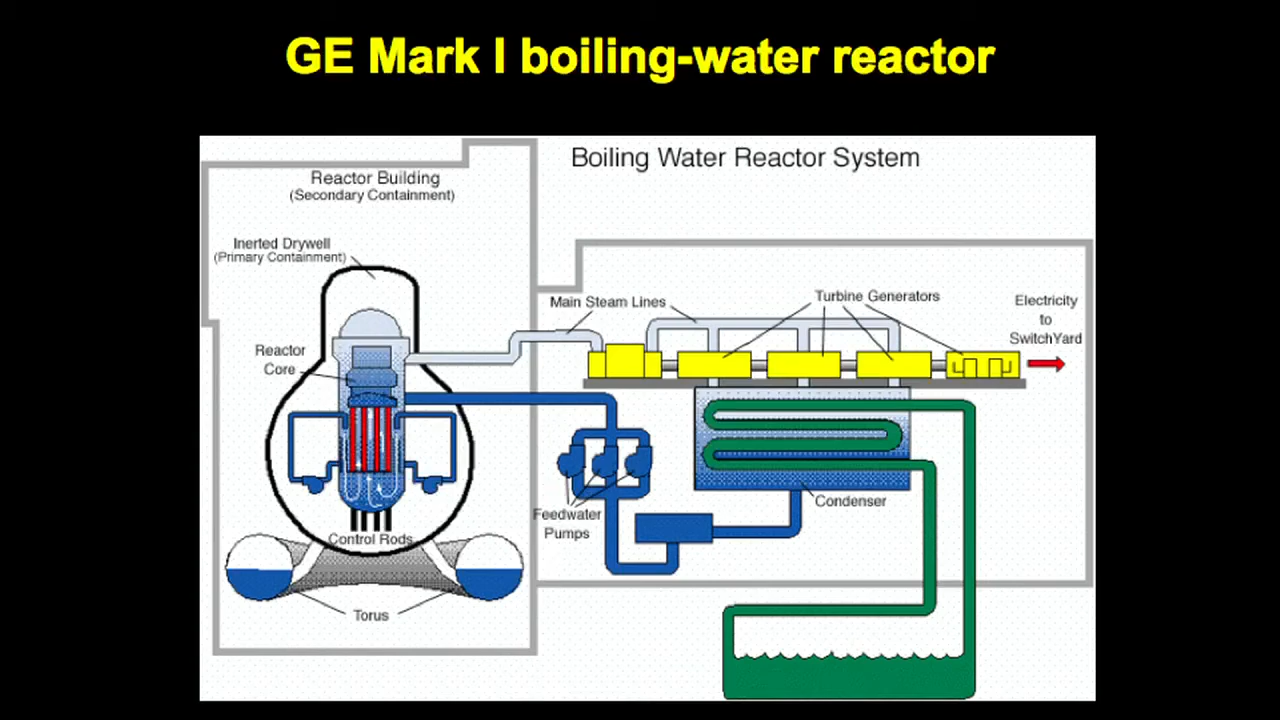 GE Mark I boiling-water reactor
Boiling Water Reactor System
Reactor Building
(Secondary Containment)
Inerted Drywell
(Primary Containment)
Main Steam Lines
Turbine Generators
Electricity
to
SwitchYard
Reactor
Core
Condenser
Feedwater
Pumps
Control Rods
Torus